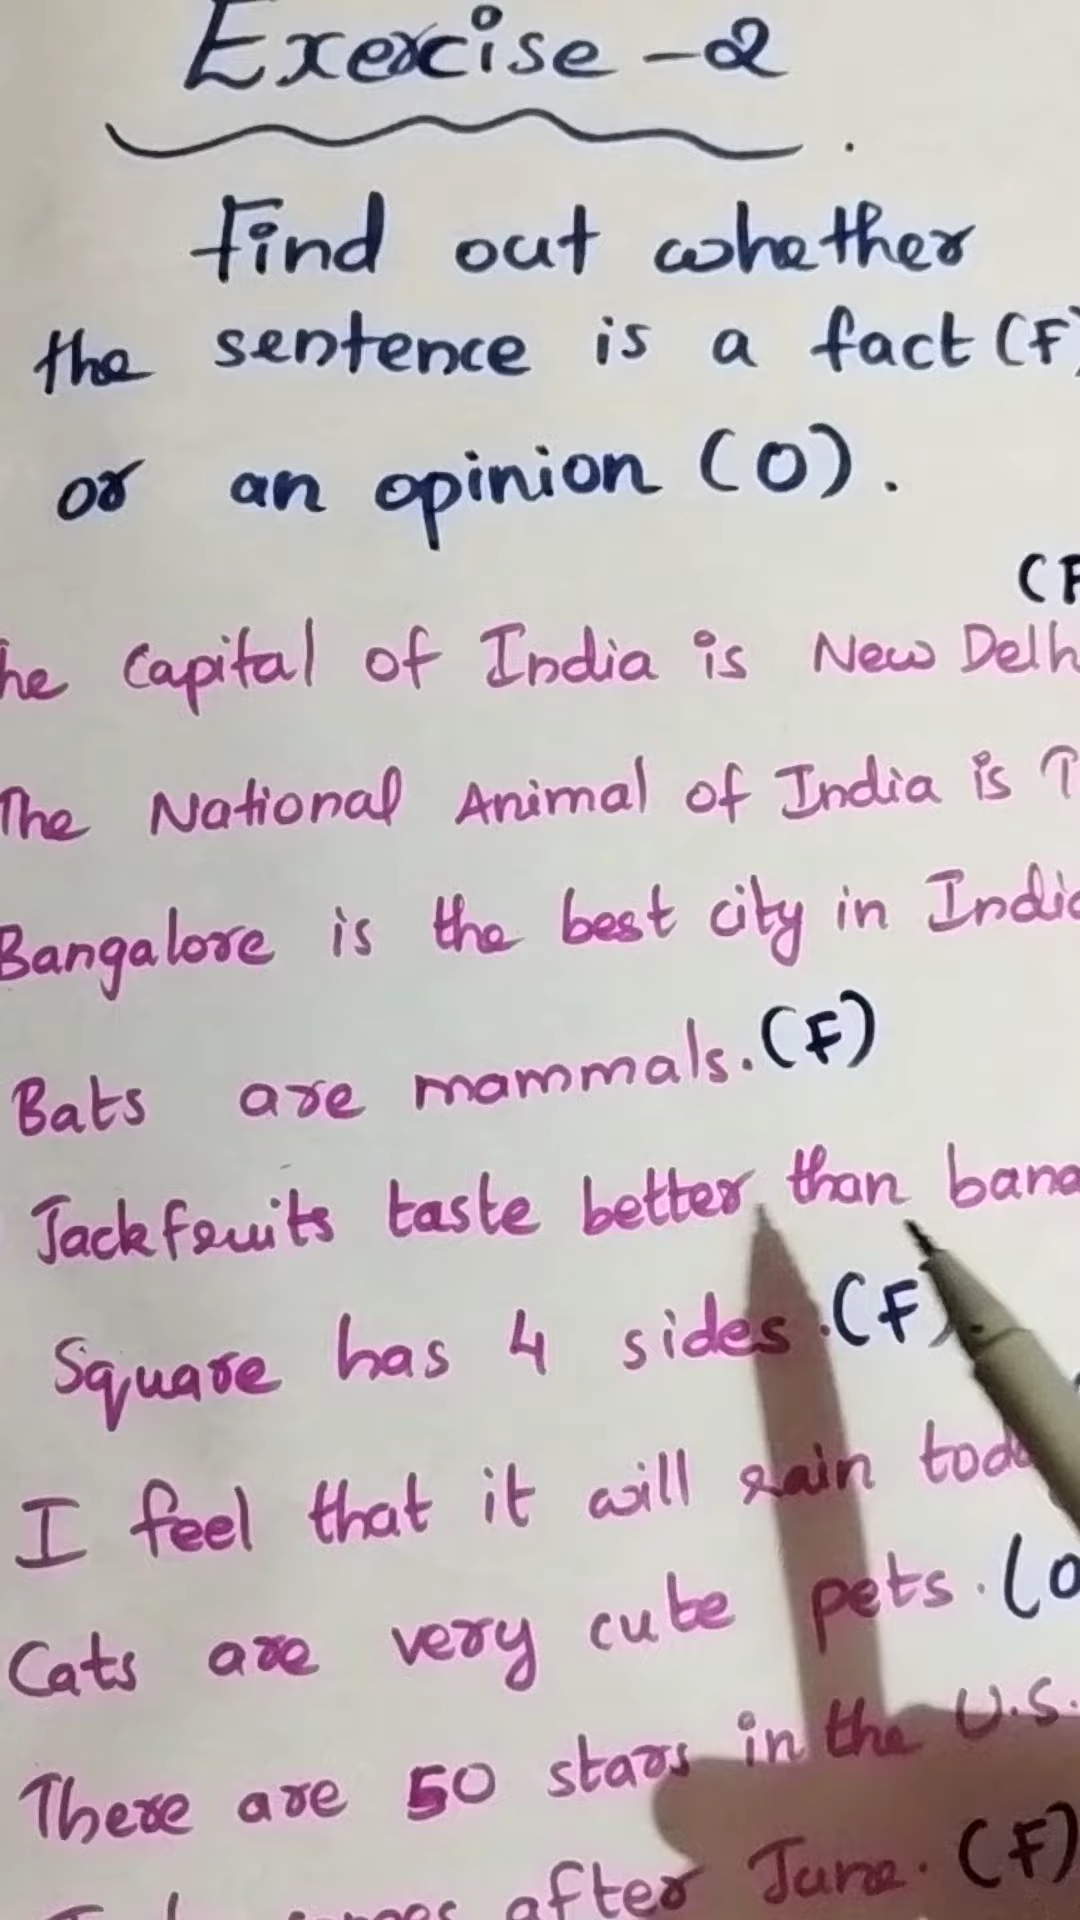 Exercise -2
Find out whether
the sentence is a fact (F)
or an opinion (O).
(F
he Capital of India is New Delh
The National Animal of India is T
Bangalore is the best city in India
Bats are mammals. (F)
Jackfruits taste better than bana
Square has 4 sides. (F)
I feel that it will rain tod
Cats are very cute pets. (O
There are 50 stars in the U.S.
after June. (F)